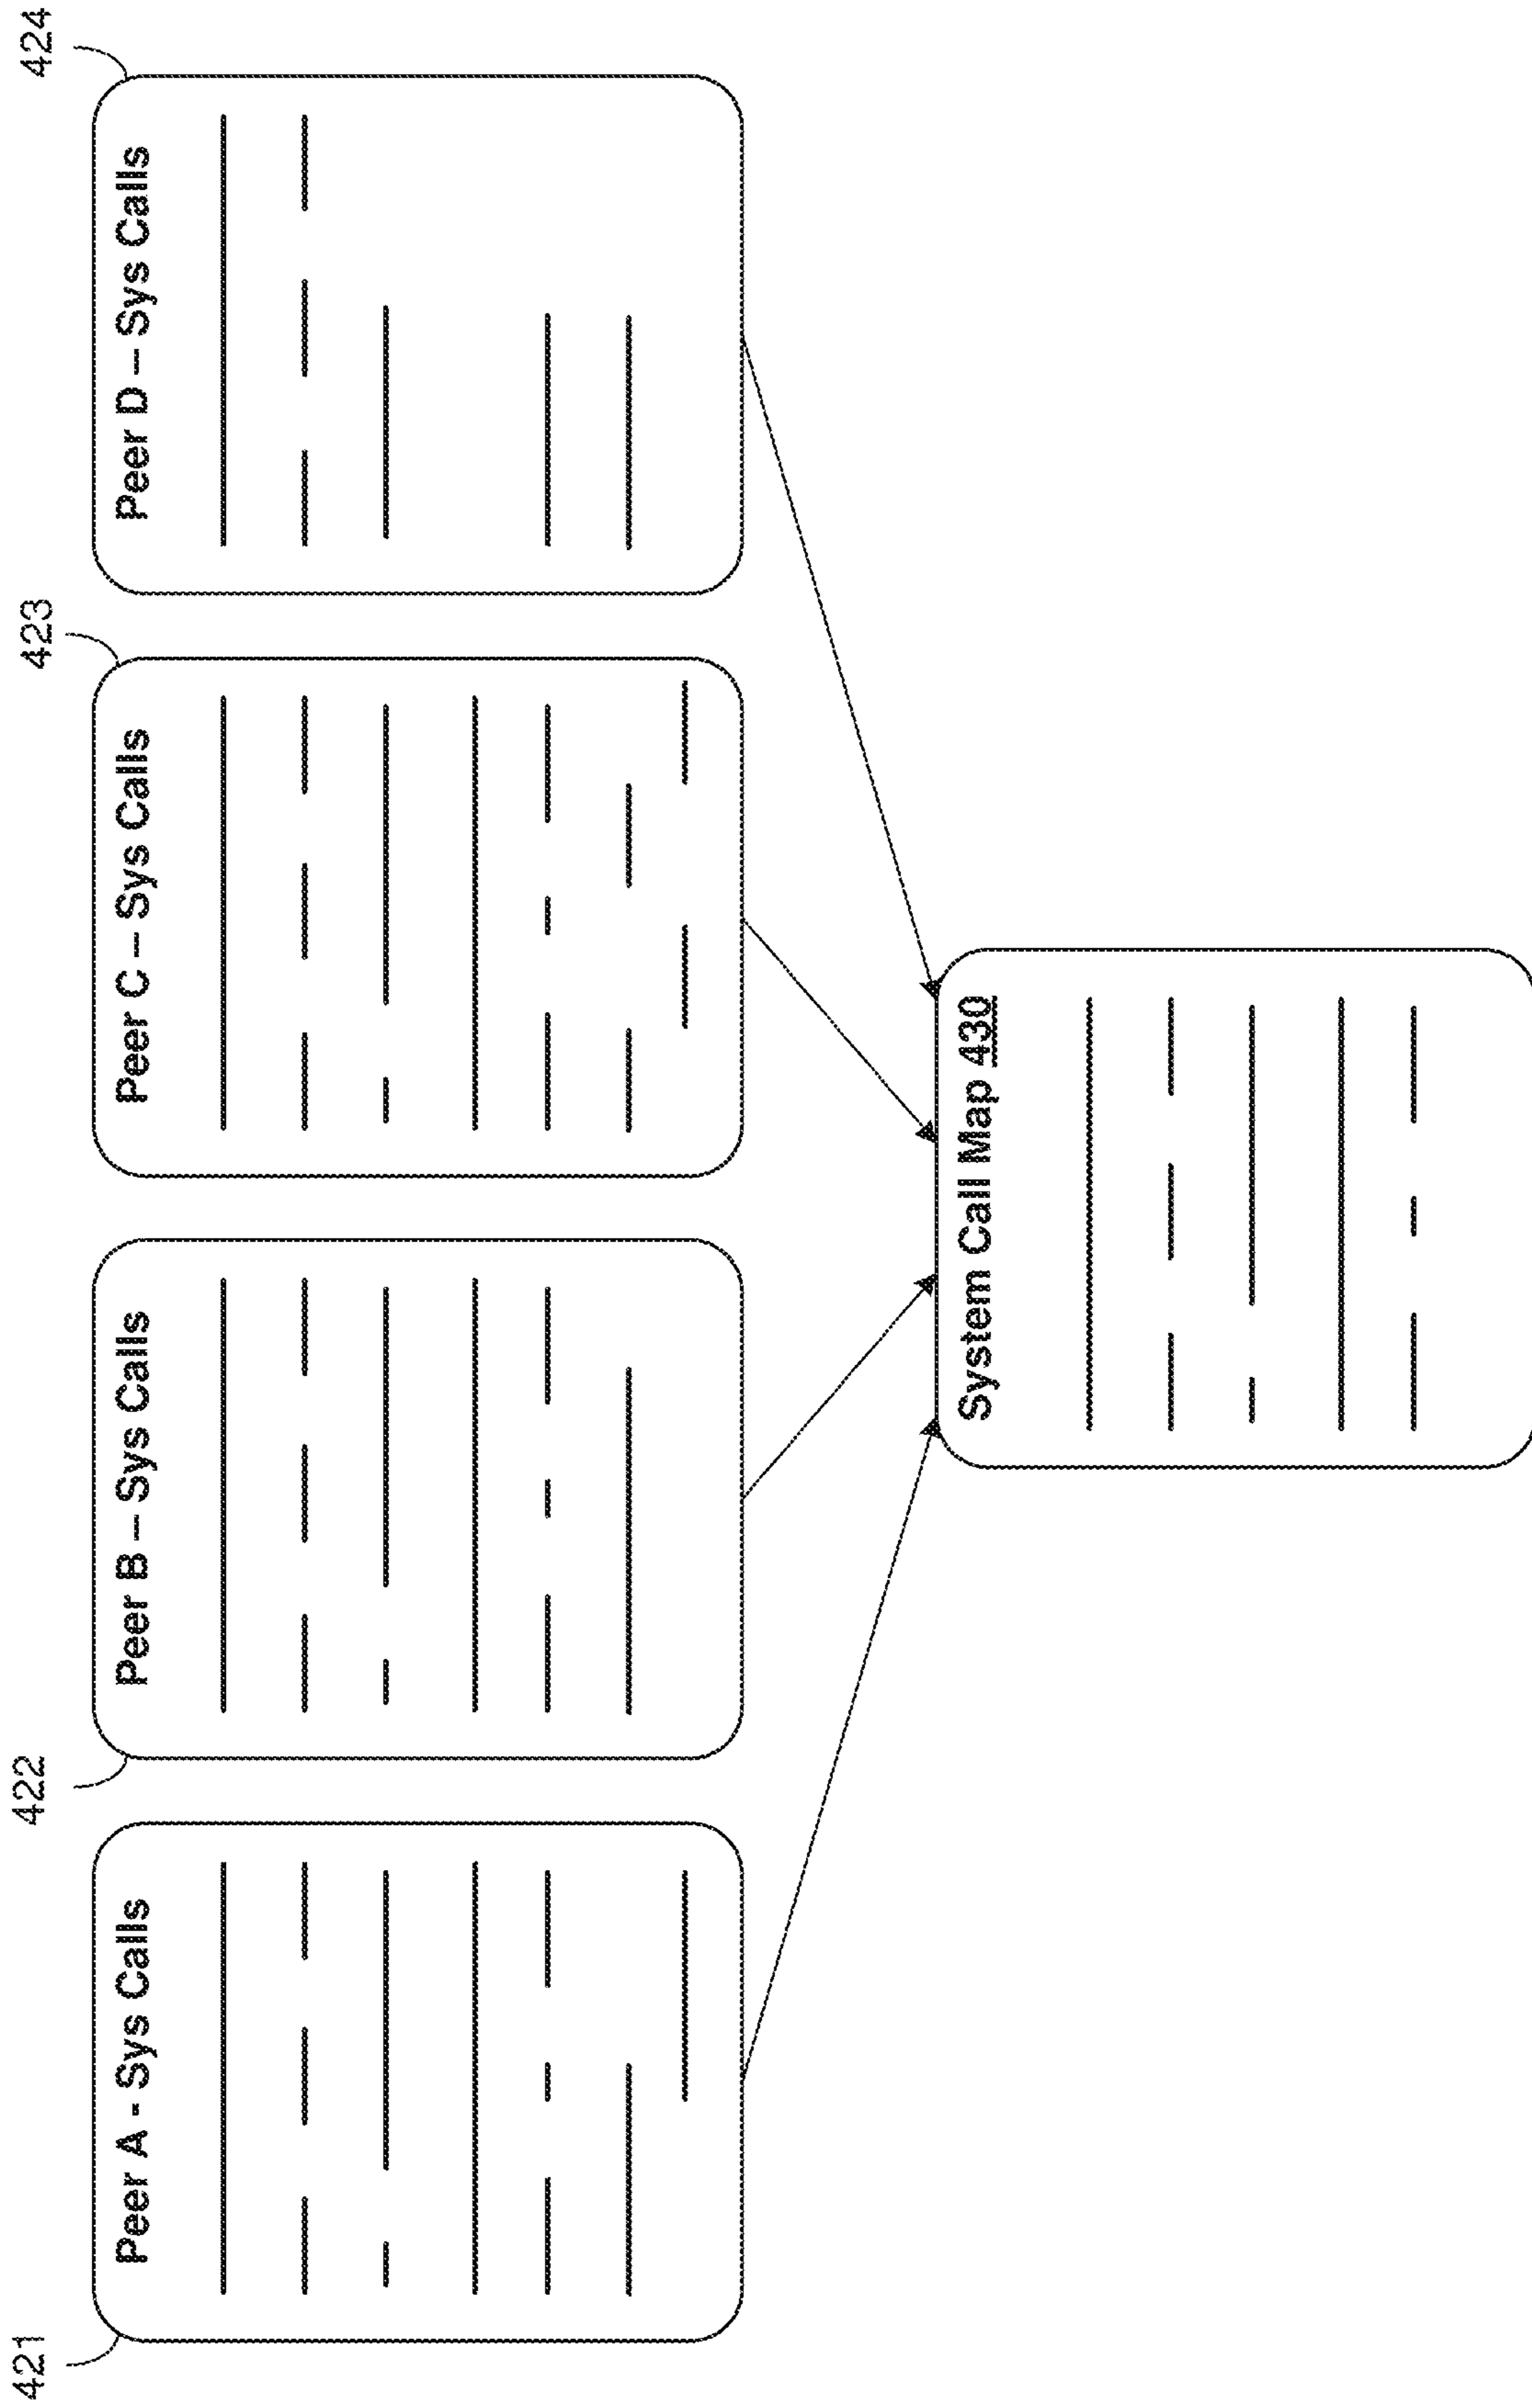 421
422
423
424
Peer A - Sys Calls
Peer B – Sys Calls
Peer C – Sys Calls
Peer D – Sys Calls
System Call Map 430